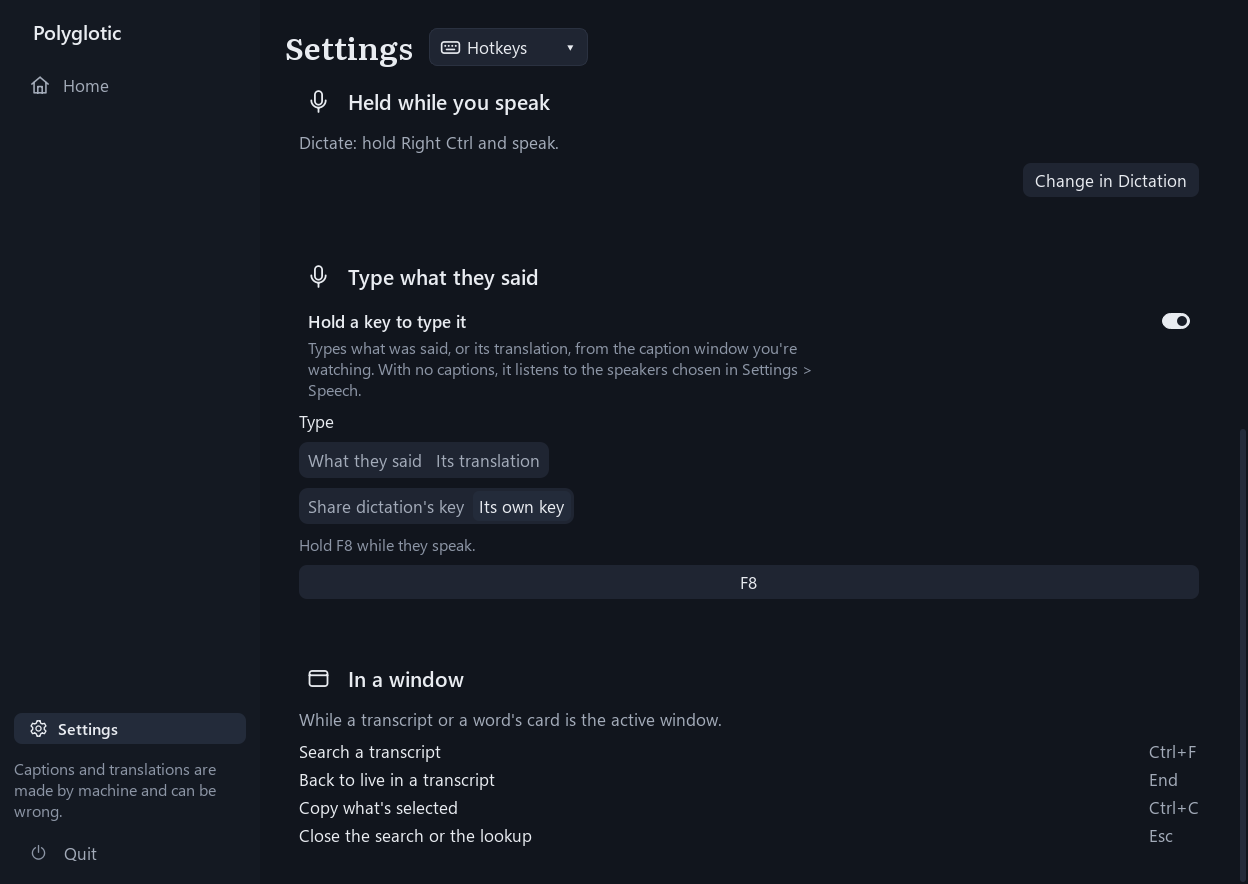 Polyglotic
Home
Settings
Hotkeys
Held while you speak
Dictate: hold Right Ctrl and speak.
Change in Dictation
Type what they said
Hold a key to type it
Types what was said, or its translation, from the caption window you're
watching. With no captions, it listens to the speakers chosen in Settings >
Speech.
Type
What they said Its translation
Share dictation's key Its own key
Hold F8 while they speak.
F8
In a window
While a transcript or a word's card is the active window.
Search a transcript Ctrl+F
Back to live in a transcript End
Copy what's selected Ctrl+C
Close the search or the lookup Esc
Settings
Captions and translations are
made by machine and can be
wrong.
Quit